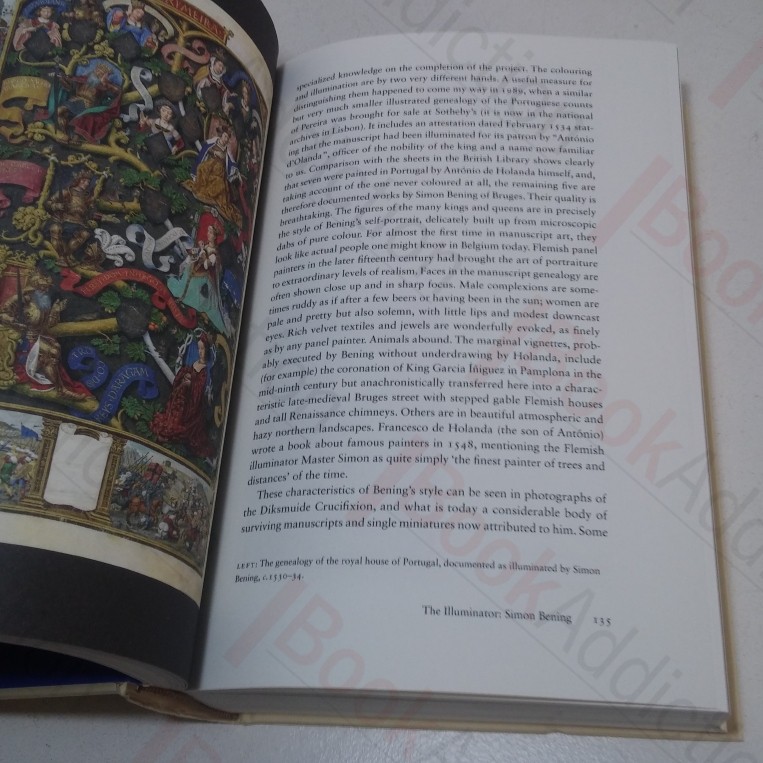 RIMEIRA
specialized knowledge on the completion of the project. The colouring
and illumination are by two very different hands. A useful measure for
distinguishing them happened to come my way in 1989, when a similar
but very much smaller illustrated genealogy of the Portuguese counts
of Pereira was brought for sale at Sotheby's (it is now in the national
archives in Lisbon). It includes an attestation dated February 1534 stat-
ing that the manuscript had been illuminated for its patron by "António
d'Olanda", officer of the nobility of the king and a name now familiar
to us. Comparison with the sheets in the British Library shows clearly
that seven were painted in Portugal by António de Holanda himself, and,
taking account of the one never coloured at all, the remaining five are
therefore documented works by Simon Bening of Bruges. Their quality is
breathtaking. The figures of the many kings and queens are in precisely
the style of Bening's self-portrait, delicately built up from microscopic
dabs of pure colour. For almost the first time in manuscript art, they
look like actual people one might know in Belgium today. Flemish panel
painters in the later fifteenth century had brought the art of portraiture
to extraordinary levels of realism. Faces in the manuscript genealogy are
often shown close up and in sharp focus. Male complexions are some-
times ruddy as if after a few beers or having been in the sun; women are
pale and pretty but also solemn, with little lips and modest downcast
eyes. Rich velvet textiles and jewels are wonderfully evoked, as finely
as by any panel painter. Animals abound. The marginal vignettes, prob-
ably executed by Bening without underdrawing by Holanda, include
(for example) the coronation of King García Íñiguez in Pamplona in the
mid-ninth century but anachronistically transferred here into a charac-
teristic late-medieval Bruges street with stepped gable Flemish houses
and tall Renaissance chimneys. Others are in beautiful atmospheric and
hazy northern landscapes. Francesco de Holanda (the son of António)
wrote a book about famous painters in 1548, mentioning the Flemish
illuminator Master Simon as quite simply 'the finest painter of trees and
distances' of the time.
These characteristics of Bening's style can be seen in photographs of
the Diksmuide Crucifixion, and what is today a considerable body of
surviving manuscripts and single miniatures now attributed to him. Some
LEFT: The genealogy of the royal house of Portugal, documented as illuminated by Simon
Bening, c.1530–34.
The Illuminator: Simon Bening 135
BookAddiction